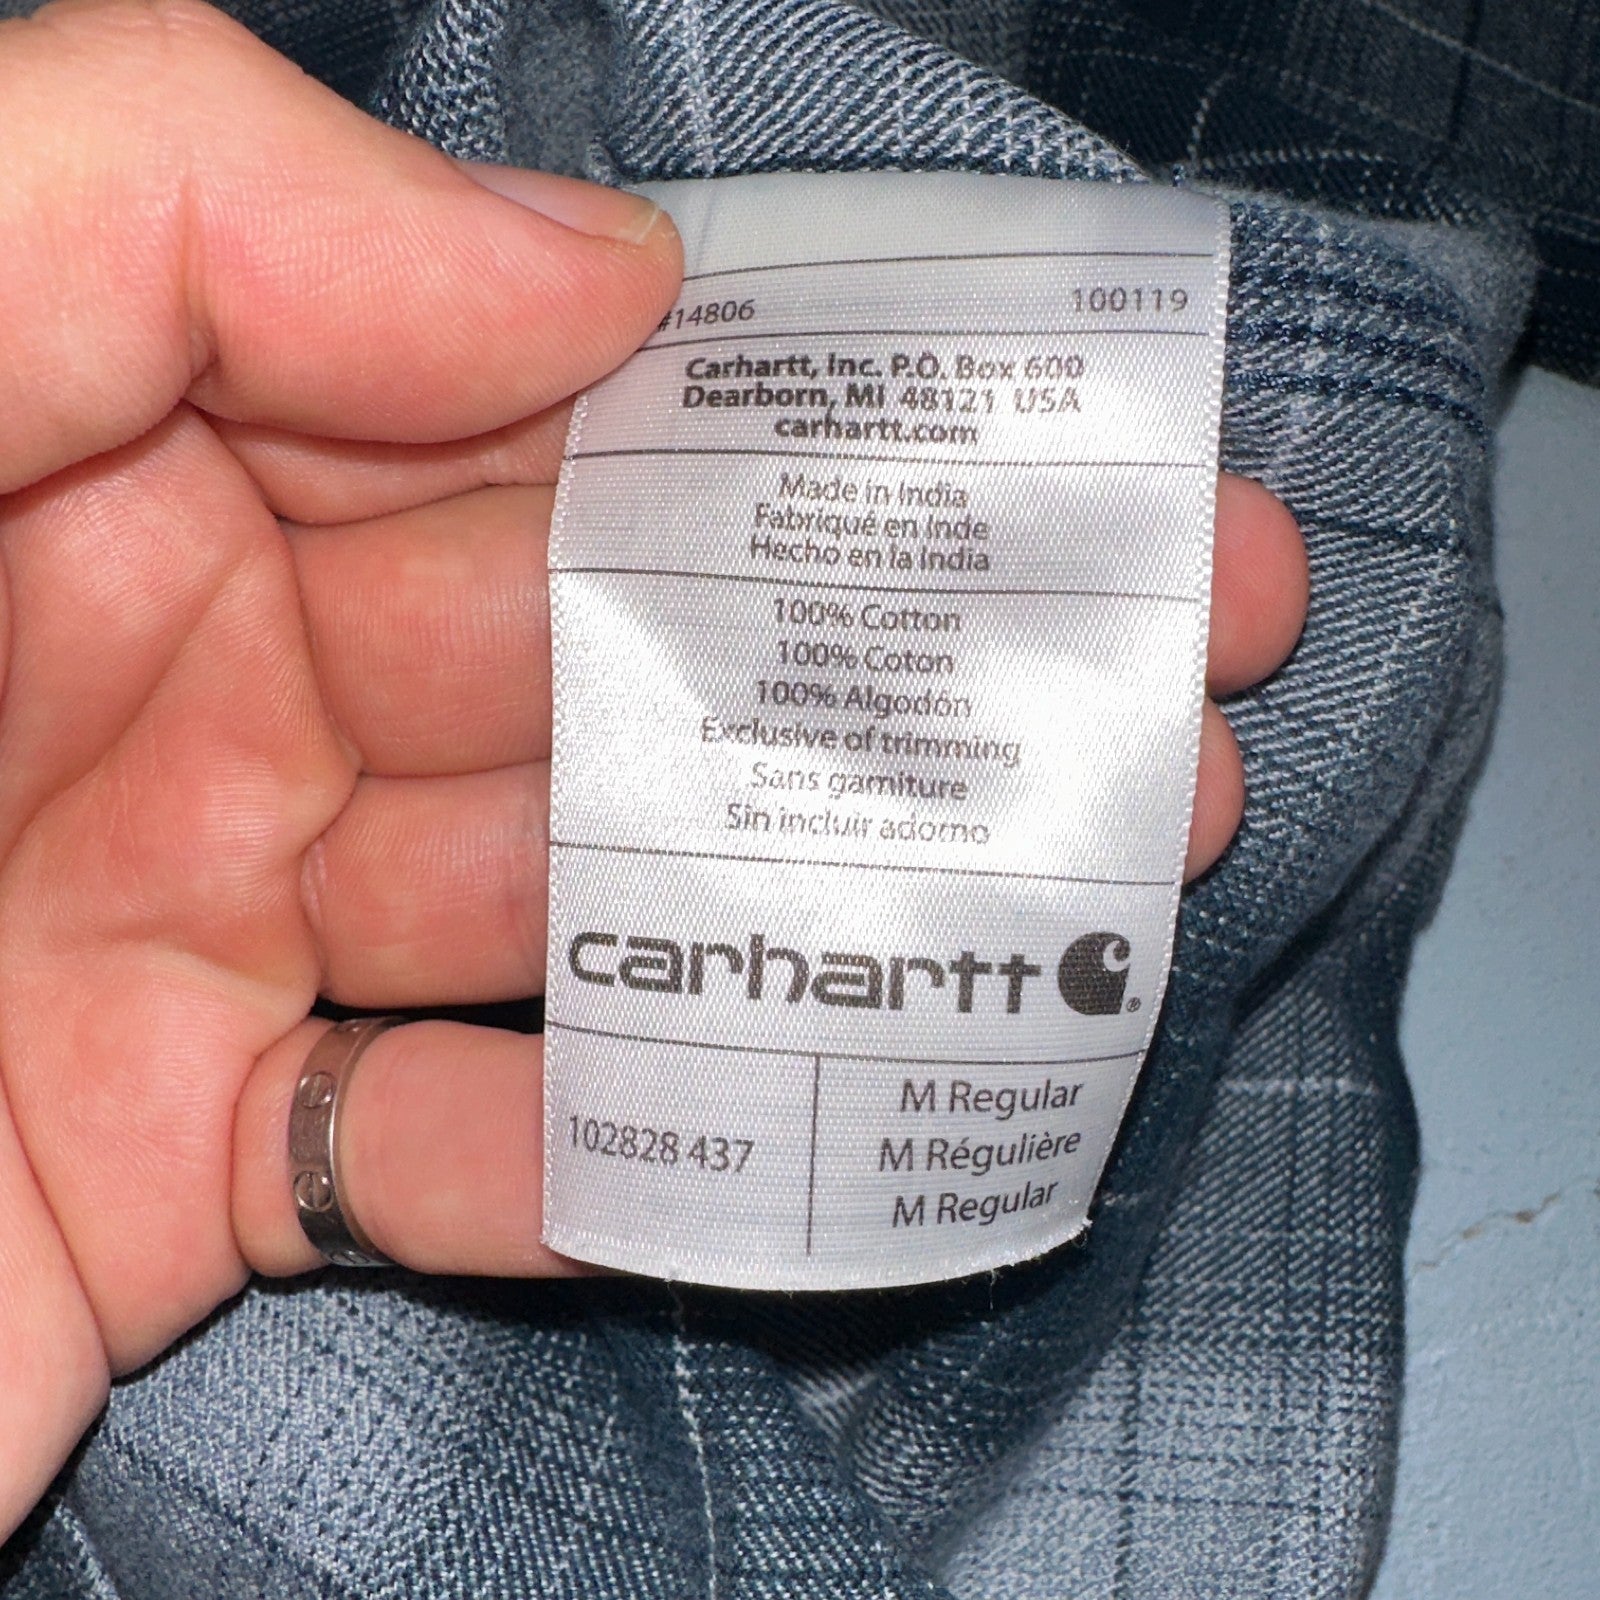 #14806 100119
Carhartt, Inc. P.O. Box 600
Dearborn, MI 48121 USA
carhartt.com
Made in India
Fabriqué en Inde
Hecho en la India
100% Cotton
100% Coton
100% Algodón
Exclusive of trimming
Sans garniture
Sin incluir adorno
carhartt ®
102828 437
M Regular
M Régulière
M Regular